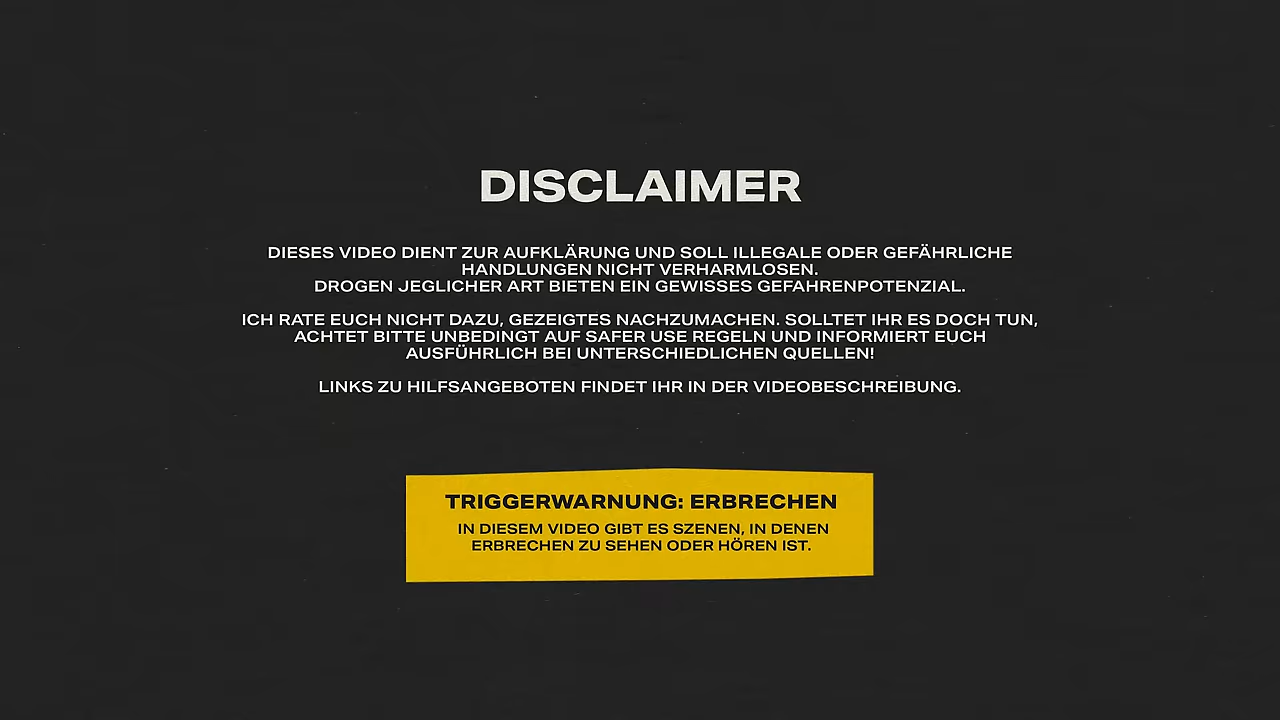 DISCLAIMER
DIESES VIDEO DIENT ZUR AUFKLÄRUNG UND SOLL ILLEGALE ODER GEFÄHRLICHE
HANDLUNGEN NICHT VERHARMLOSEN.
DROGEN JEGLICHER ART BIETEN EIN GEWISSES GEFAHRENPOTENZIAL.
ICH RATE EUCH NICHT DAZU, GEZEIGTES NACHZUMACHEN. SOLLTET IHR ES DOCH TUN,
ACHTET BITTE UNBEDINGT AUF SAFER USE REGELN UND INFORMIERT EUCH
AUSFÜHRLICH BEI UNTERSCHIEDLICHEN QUELLEN!
LINKS ZU HILFSANGEBOTEN FINDET IHR IN DER VIDEOBESCHREIBUNG.
TRIGGERWARNUNG: ERBRECHEN
IN DIESEM VIDEO GIBT ES SZENEN, IN DENEN
ERBRECHEN ZU SEHEN ODER HÖREN IST.